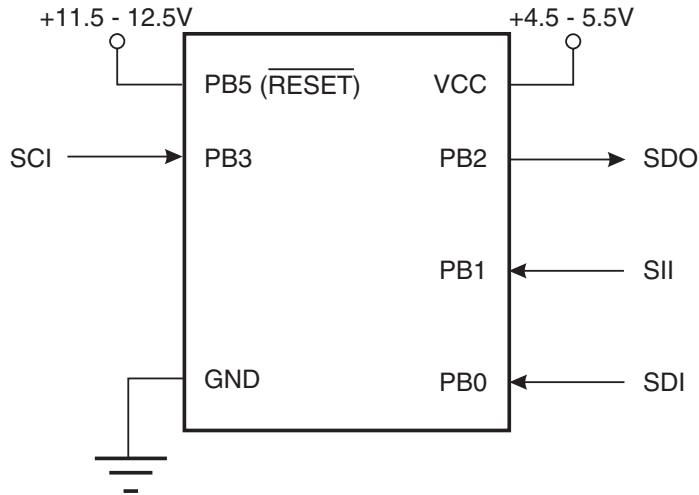 +11.5 - 12.5V
+4.5 - 5.5V
PB5 (RESET)
VCC
SCI
PB3
PB2
SDO
PB1
SII
GND
PB0
SDI